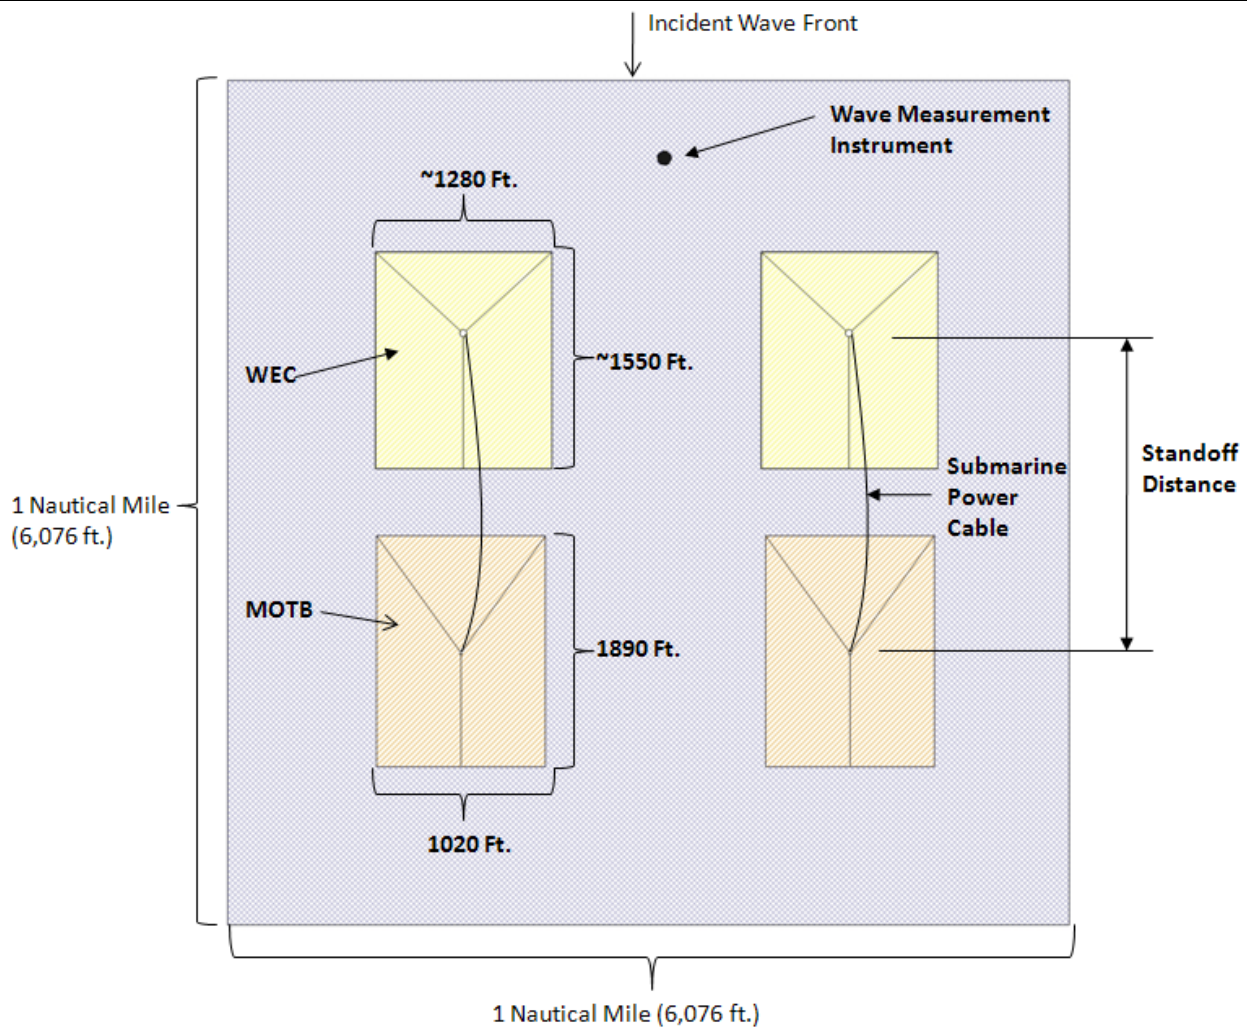 Incident Wave Front
Wave Measurement
Instrument
~1280 Ft.
WEC
~1550 Ft.
Submarine
Power
Cable
Standoff
Distance
1 Nautical Mile
(6,076 ft.)
MOTB
1890 Ft.
1020 Ft.
1 Nautical Mile (6,076 ft.)